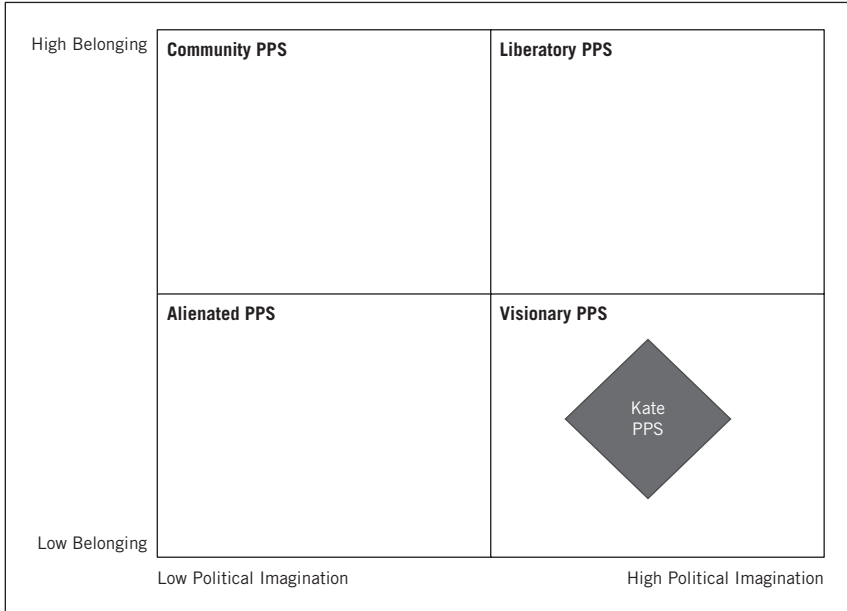 High Belonging
Community PPS
Liberatory PPS
Alienated PPS
Visionary PPS
Kate
PPS
Low Belonging
Low Political Imagination
High Political Imagination